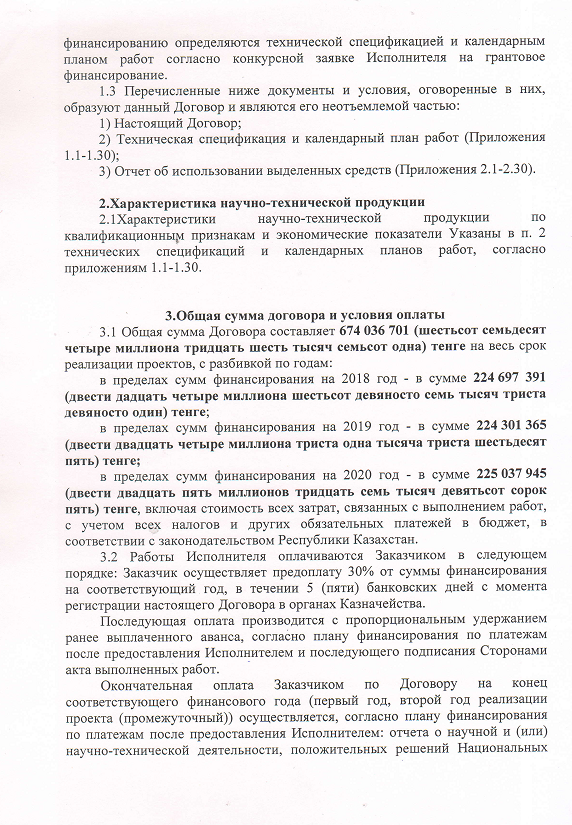 финансированию определяются технической спецификацией и календарным
планом работ согласно конкурсной заявке Исполнителя на грантовое
финансирование.
1.3 Перечисленные ниже документы и условия, оговоренные в них,
образуют данный Договор и являются его неотъемлемой частью:
1) Настоящий Договор;
2) Техническая спецификация и календарный план работ (Приложения
1.1-1.30);
3) Отчет об использовании выделенных средств (Приложения 2.1-2.30).
2.Характеристика научно-технической продукции
2.1Характеристики научно-технической продукции по
квалификационным признакам и экономические показатели Указаны в п. 2
технических спецификаций и календарных планов работ, согласно
приложениям 1.1-1.30.
3.Общая сумма договора и условия оплаты
3.1 Общая сумма Договора составляет 674 036 701 (шестьсот семьдесят
четыре миллиона тридцать шесть тысяч семьсот одна) тенге на весь срок
реализации проектов, с разбивкой по годам:
в пределах сумм финансирования на 2018 год - в сумме 224 697 391
(двести дадцать четыре миллиона шестьсот девяносто семь тысяч триста
девяносто один) тенге;
в пределах сумм финансирования на 2019 год - в сумме 224 301 365
(двести двадцать четыре миллиона триста одна тысяча триста шестьдесят
пять) тенге;
в пределах сумм финансирования на 2020 год - в сумме 225 037 945
(двести двадцать пять миллионов тридцать семь тысяч девятьсот сорок
пять) тенге, включая стоимость всех затрат, связанных с выполнением работ,
с учетом всех налогов и других обязательных платежей в бюджет, в
соответствии с законодательством Республики Казахстан.
3.2 Работы Исполнителя оплачиваются Заказчиком в следующем
порядке: Заказчик осуществляет предоплату 30% от суммы финансирования
на соответствующий год, в течении 5 (пяти) банковских дней с момента
регистрации настоящего Договора в органах Казначейства.
Последующая оплата производится с пропорциональным удержанием
ранее выплаченного аванса, согласно плану финансирования по платежам
после предоставления Исполнителем и последующего подписания Сторонами
акта выполненных работ.
Окончательная оплата Заказчиком по Договору на конец
соответствующего финансового года (первый год, второй год реализации
проекта (промежуточный)) осуществляется, согласно плану финансирования
по платежам после предоставления Исполнителем: отчета о научной и (или)
научно-технической деятельности, положительных решений Национальных